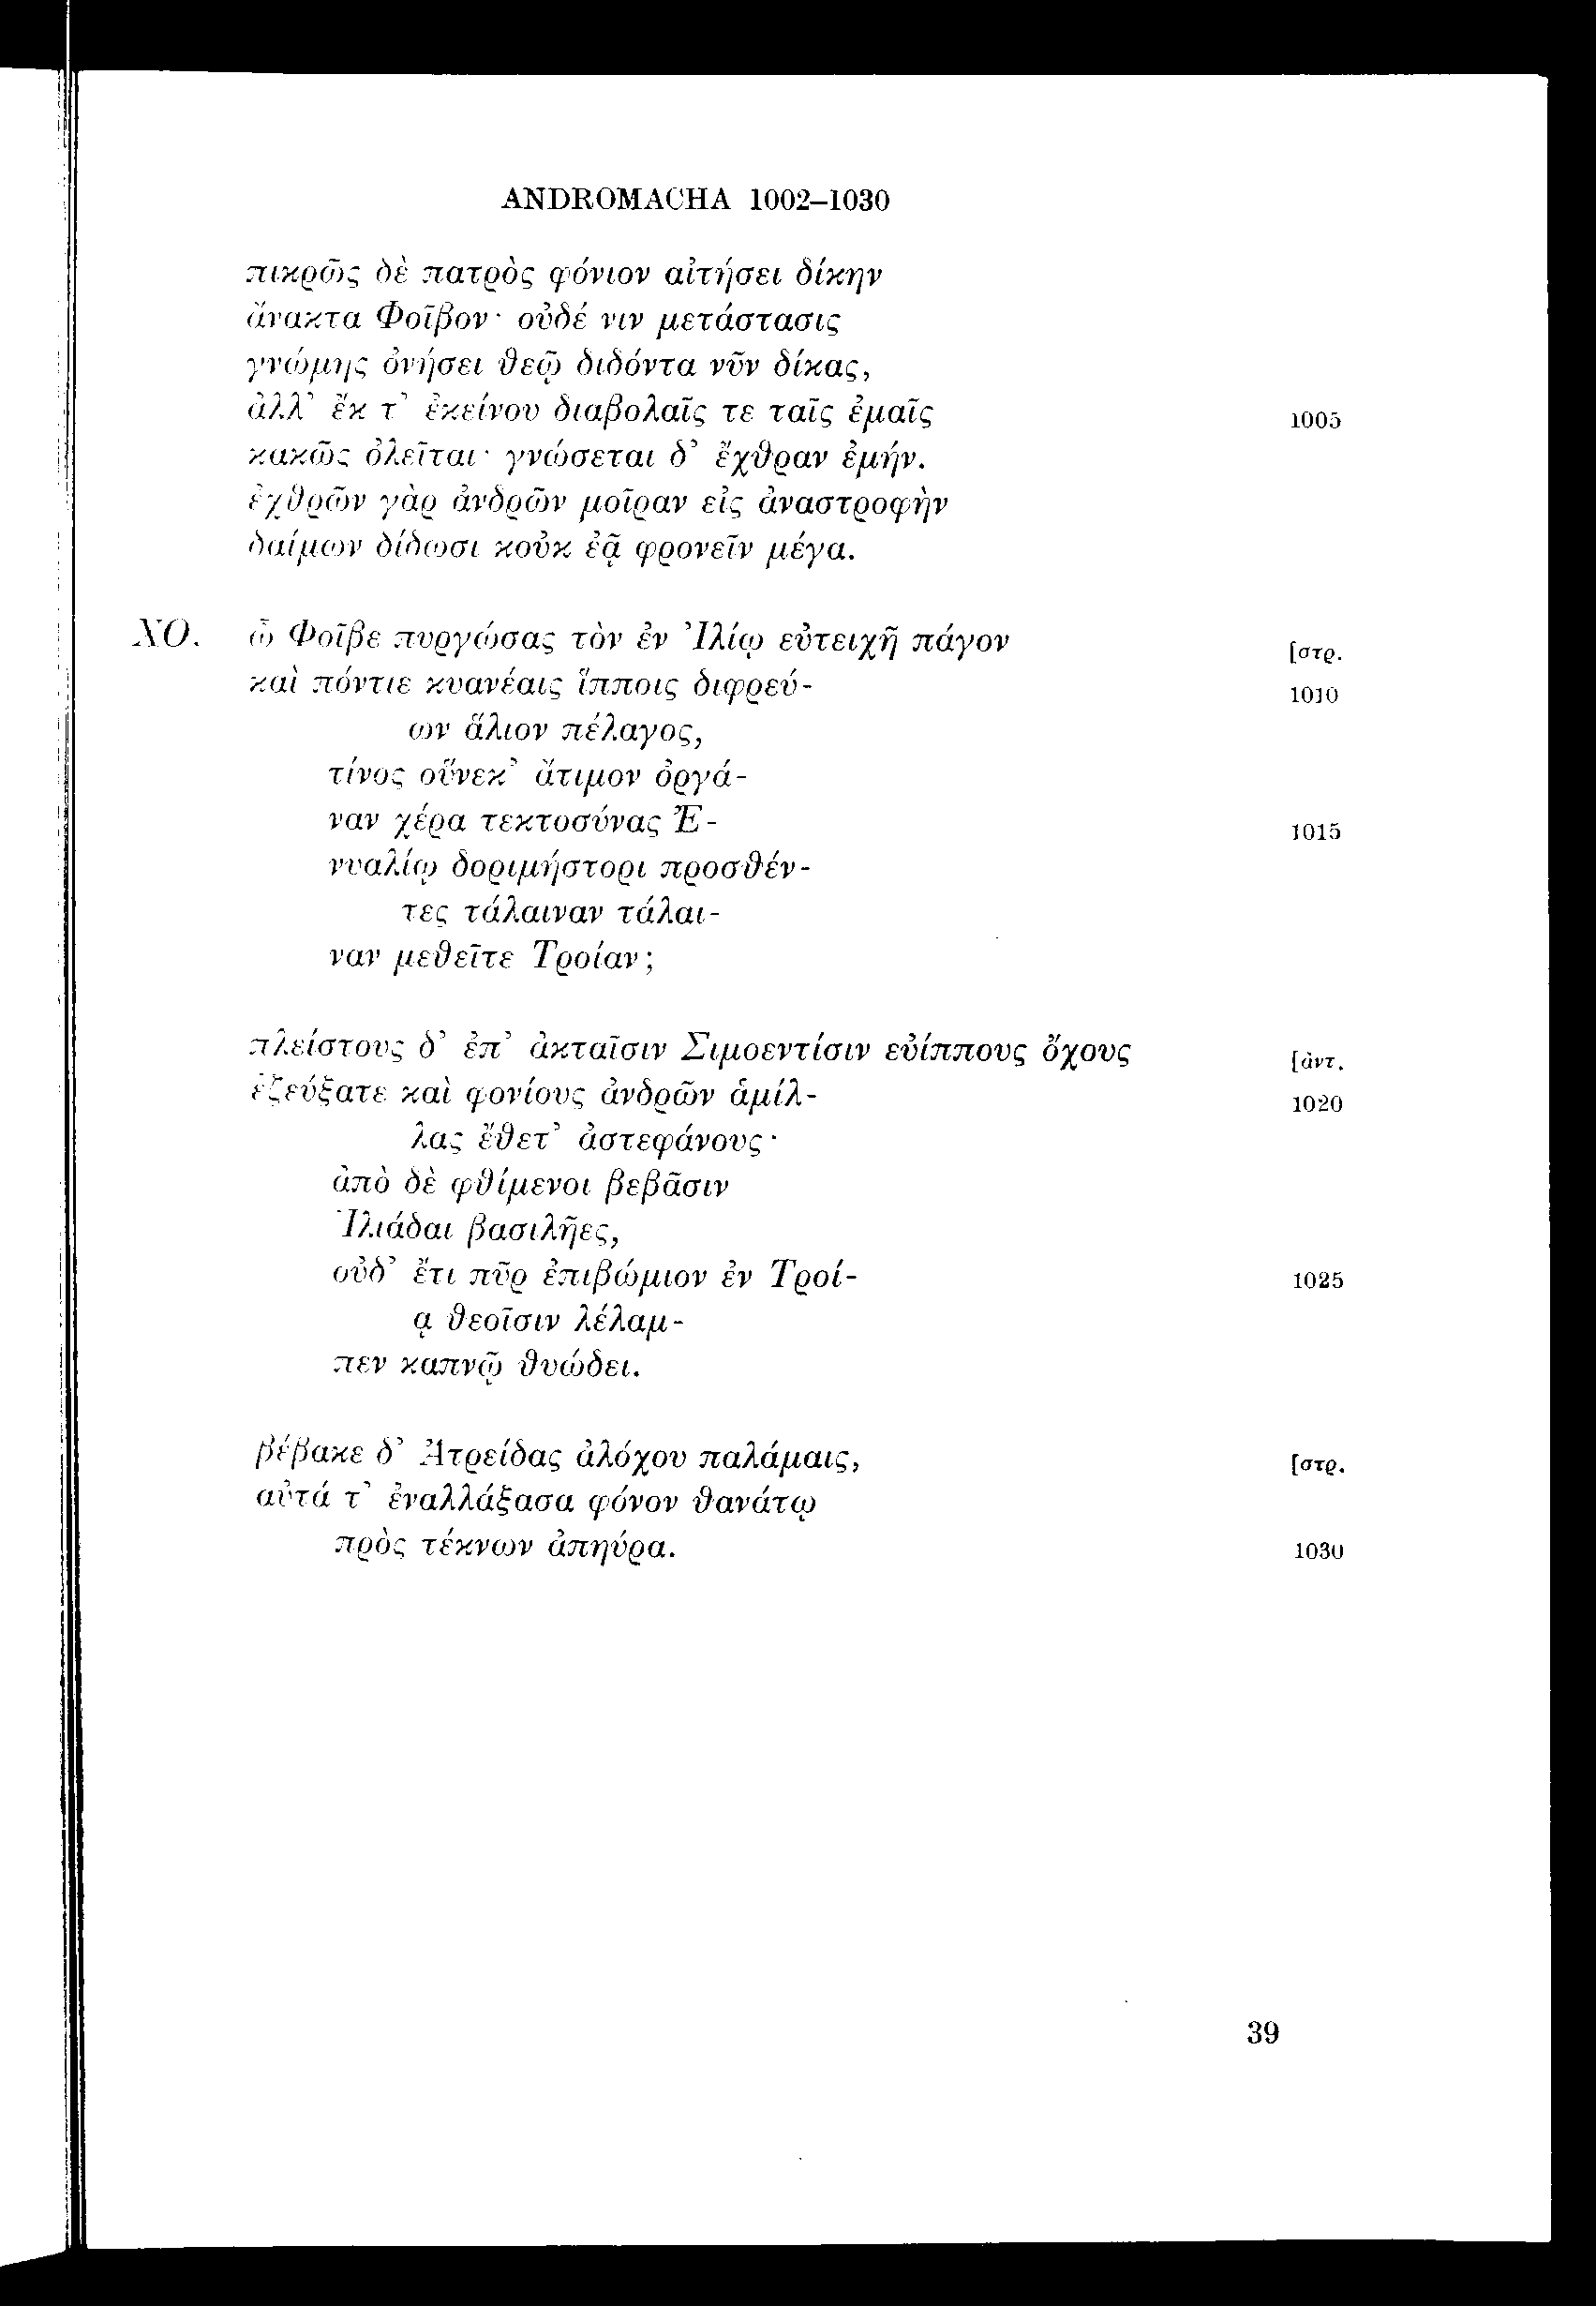 ANDROMACHA 1002–1030
πικρῶς δὲ πατρὸς φόνιον αἰτήσει δίκην
ἄνακτα Φοῖβον· οὐδέ νιν μετάστασις
γνώμης ὀνήσει θεῷ διδόντα νῦν δίκας,
ἀλλ᾽ ἔκ τ᾽ ἐκείνου διαβολαῖς τε ταῖς ἐμαῖς 1005
κακῶς ὀλεῖται· γνώσεται δ᾽ ἔχθραν ἐμήν.
ἐχθρῶν γὰρ ἀνδρῶν μοῖραν εἰς ἀναστροφὴν
δαίμων δίδωσι κοὐκ ἐᾷ φρονεῖν μέγα.
ΧΟ. ὦ Φοῖβε πυργώσας τὸν ἐν Ἰλίῳ εὐτειχῆ πάγον [στρ.
καὶ πόντιε κυανέαις ἵπποις διφρεύ- 1010
ων ἅλιον πέλαγος,
τίνος οὕνεκ᾽ ἄτιμον ὀργά-
ναν χέρα τεκτοσύνας Ἐ- 1015
νυαλίῳ δοριμήστορι προσθέν-
τες τάλαιναν τάλαι-
ναν μεθεῖτε Τροίαν;
πλείστους δ᾽ ἐπ᾽ ἀκταῖσιν Σιμοεντίσιν εὐίππους ὄχους [ἀντ.
ἐζεύξατε καὶ φονίους ἀνδρῶν ἁμίλ- 1020
λας ἔθετ᾽ ἀστεφάνους·
ἀπὸ δὲ φθίμενοι βεβᾶσιν
Ἰλιάδαι βασιλῆες,
οὐδ᾽ ἔτι πῦρ ἐπιβώμιον ἐν Τροί- 1025
ᾳ θεοῖσιν λέλαμ-
πεν καπνῷ θυώδει.
βέβακε δ᾽ Ἀτρείδας ἀλόχου παλάμαις, [στρ.
αὐτά τ᾽ ἐναλλάξασα φόνον θανάτῳ
πρὸς τέκνων ἀπηύρα. 1030
39